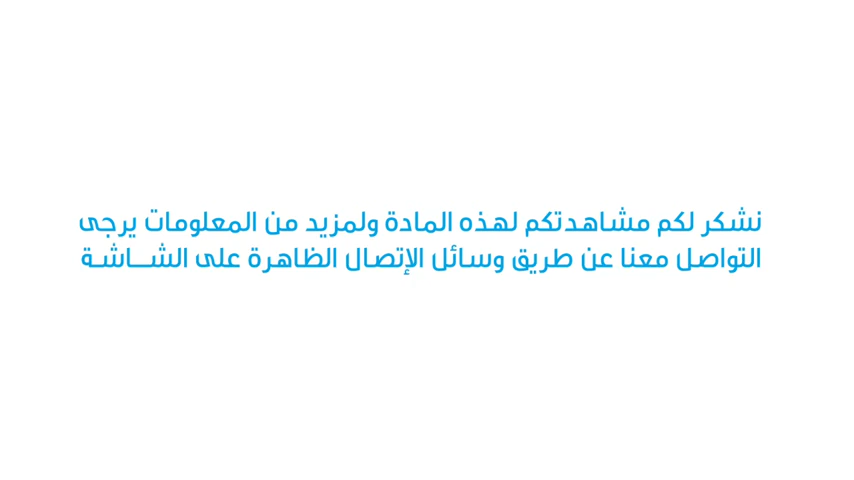 نشكر لكم مشاهدتكم لهذه المادة ولمزيد من المعلومات يرجى
التواصل معنا عن طريق وسائل الإتصال الظاهرة على الشـــاشـة